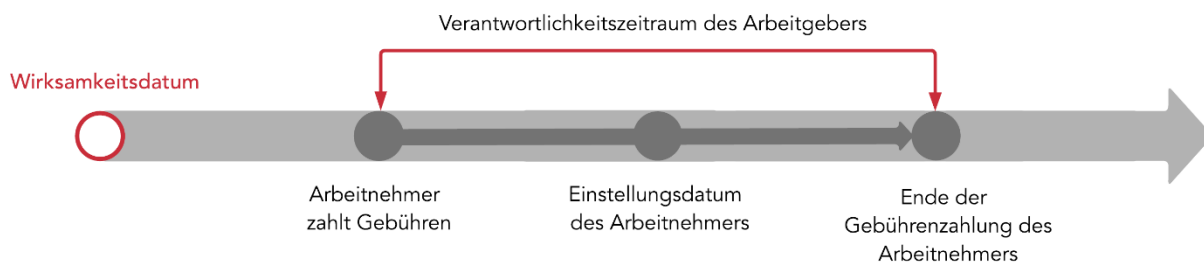 Verantwortlichkeitszeitraum des Arbeitgebers
Wirksamkeitsdatum
Arbeitnehmer
zahlt Gebühren
Einstellungsdatum
des Arbeitnehmers
Ende der
Gebührenzahlung des
Arbeitnehmers